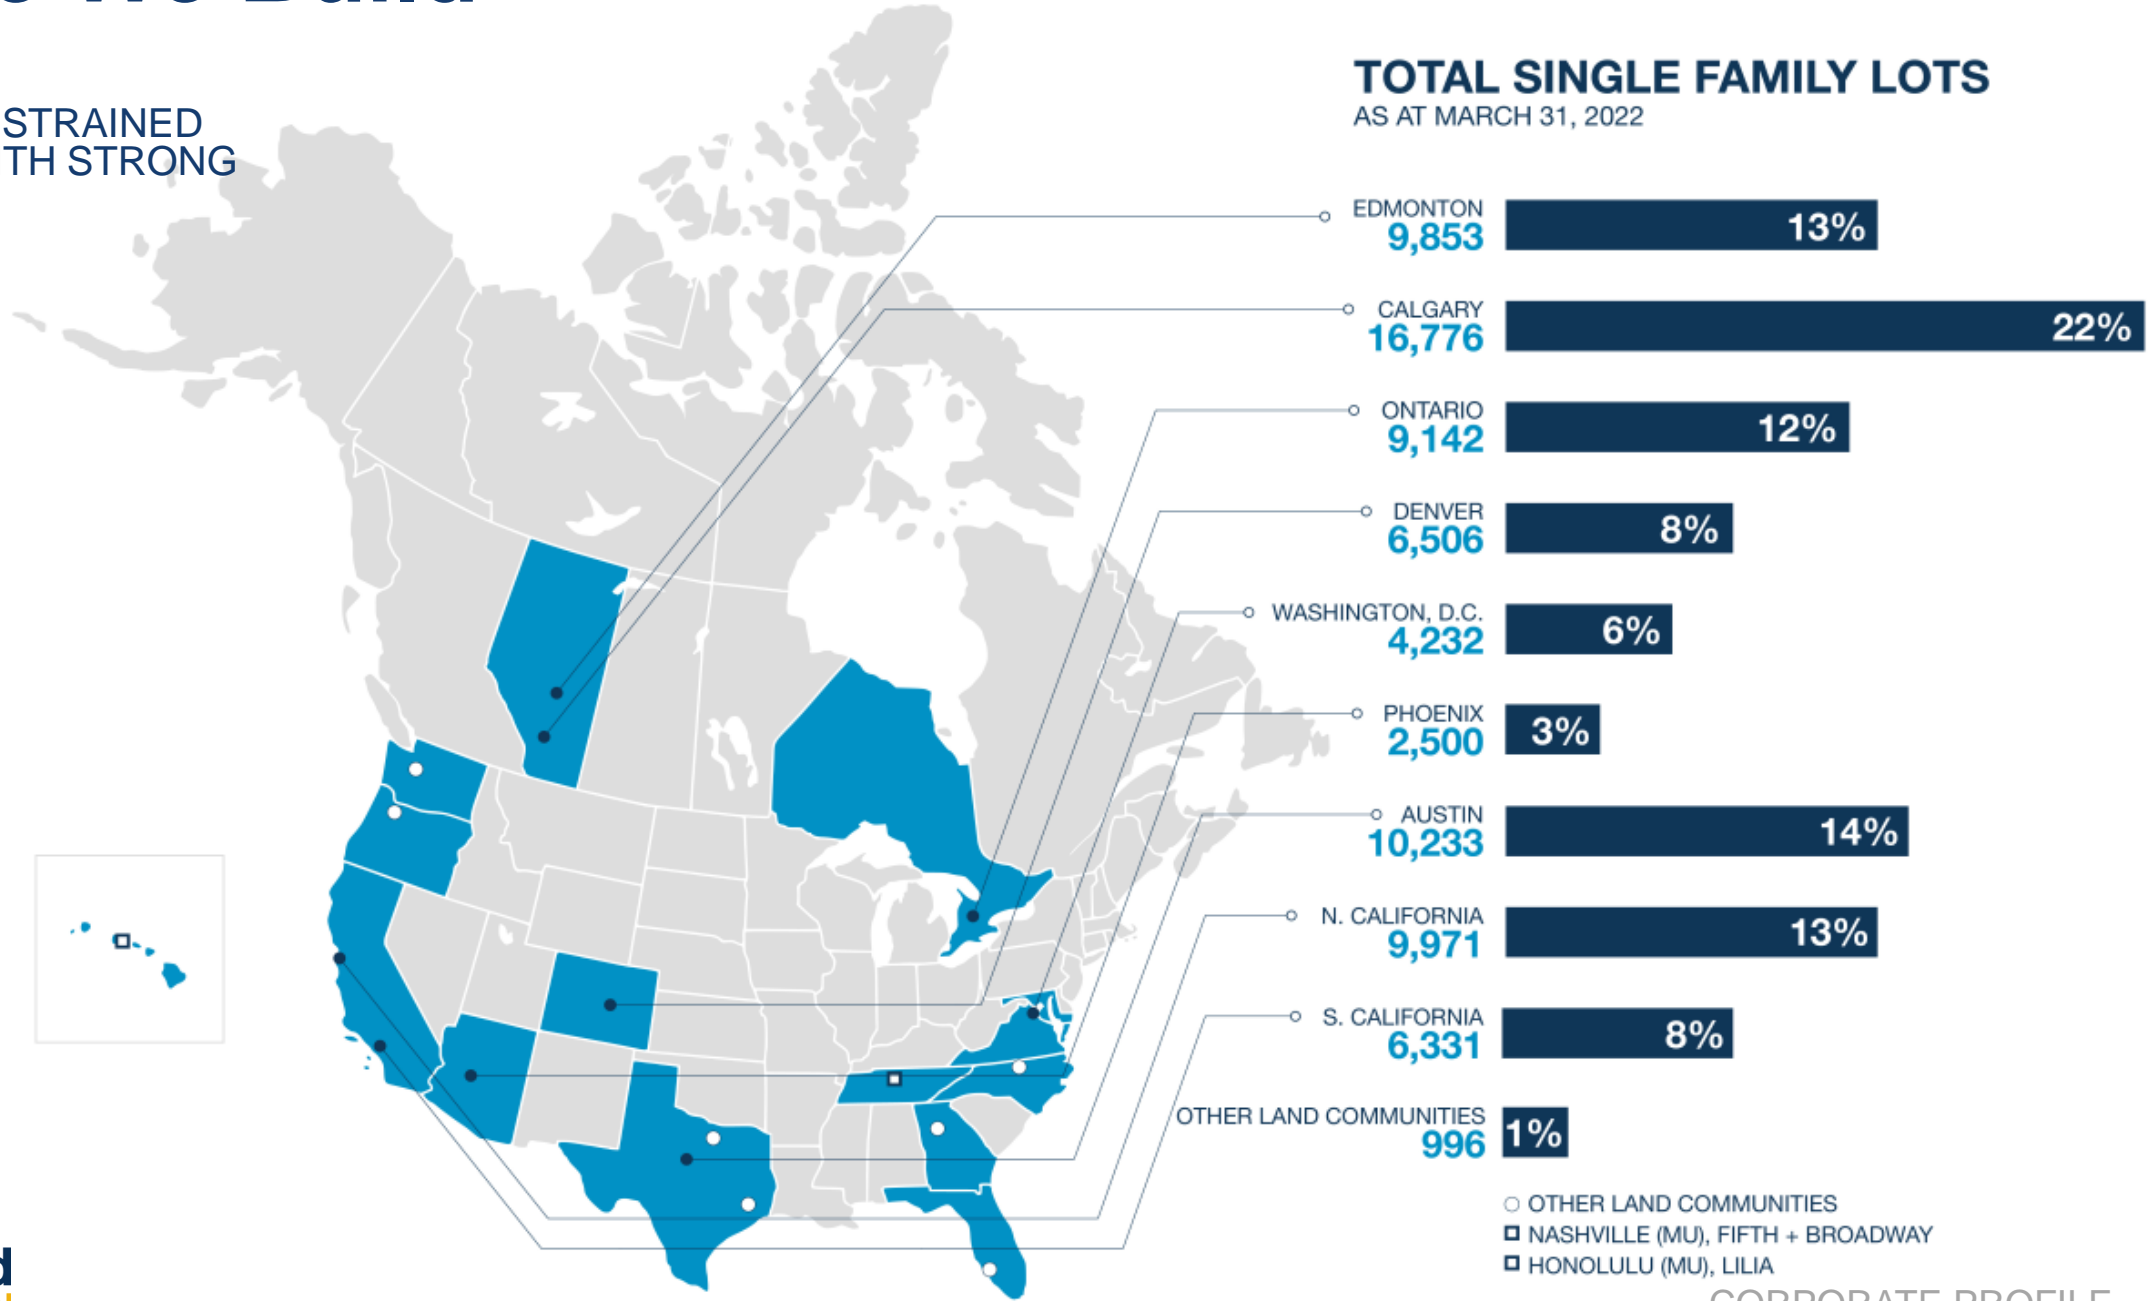 STRAINED
TH STRONG
TOTAL SINGLE FAMILY LOTS
AS AT MARCH 31, 2022
EDMONTON
9,853
13%
CALGARY
16,776
22%
ONTARIO
9,142
12%
DENVER
6,506
8%
WASHINGTON, D.C.
4,232
6%
PHOENIX
2,500
3%
AUSTIN
10,233
14%
N. CALIFORNIA
9,971
13%
S. CALIFORNIA
6,331
8%
OTHER LAND COMMUNITIES
996
1%
OTHER LAND COMMUNITIES
NASHVILLE (MU), FIFTH + BROADWAY
HONOLULU (MU), LILIA
CORPORATE PROFILE